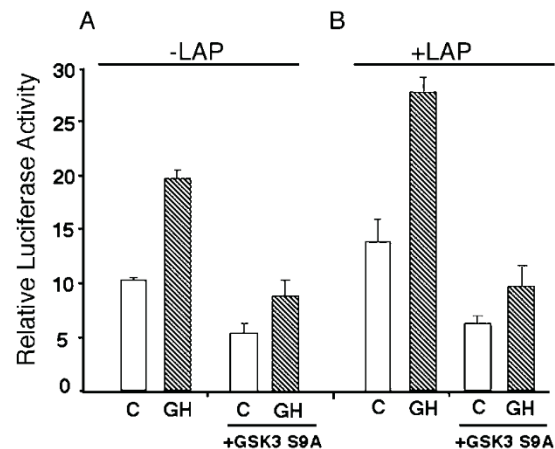 A
B
-LAP
+LAP
Relative Luciferase Activity
30
25
20
15
10
5
0
C GH C GH C GH C GH
+GSK3 S9A +GSK3 S9A